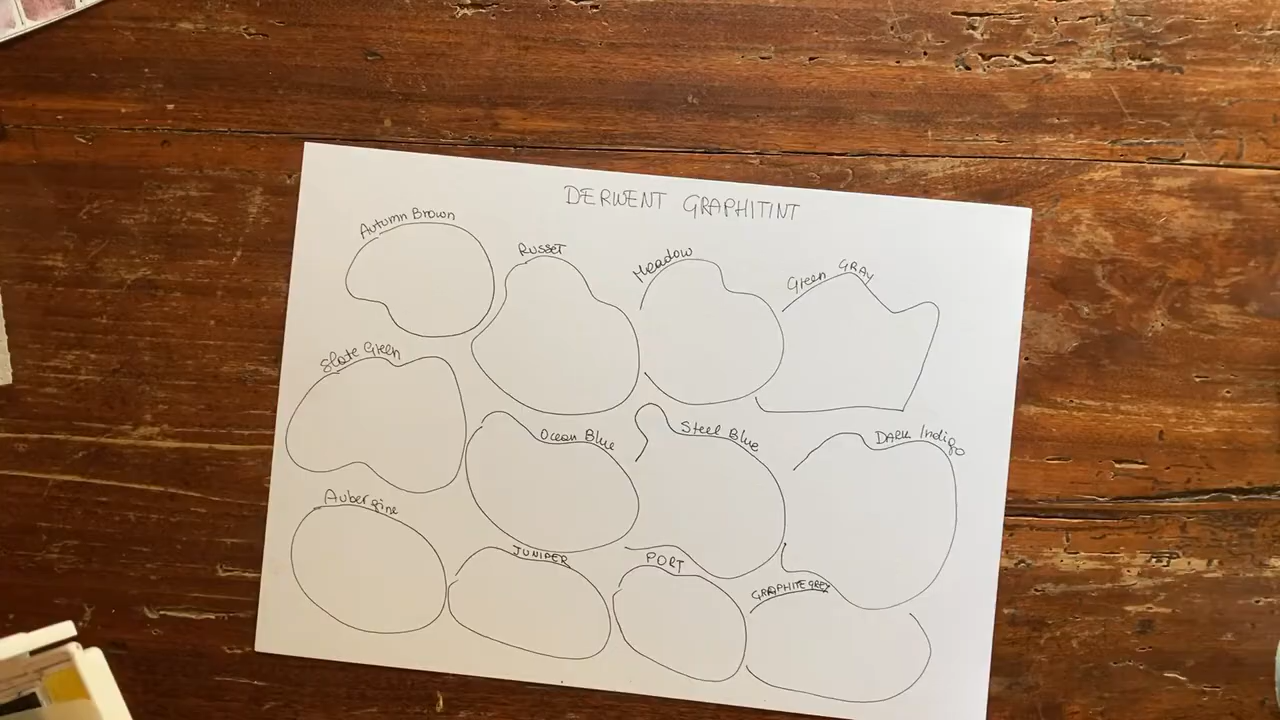 DERWENT GRAPHITINT
Autumn Brown
Russet
Meadow
Green GRAY
Slate Green
Ocean Blue
Steel Blue
DARK Indigo
Aubergine
JUNIPER
PORT
GRAPHITE GREY